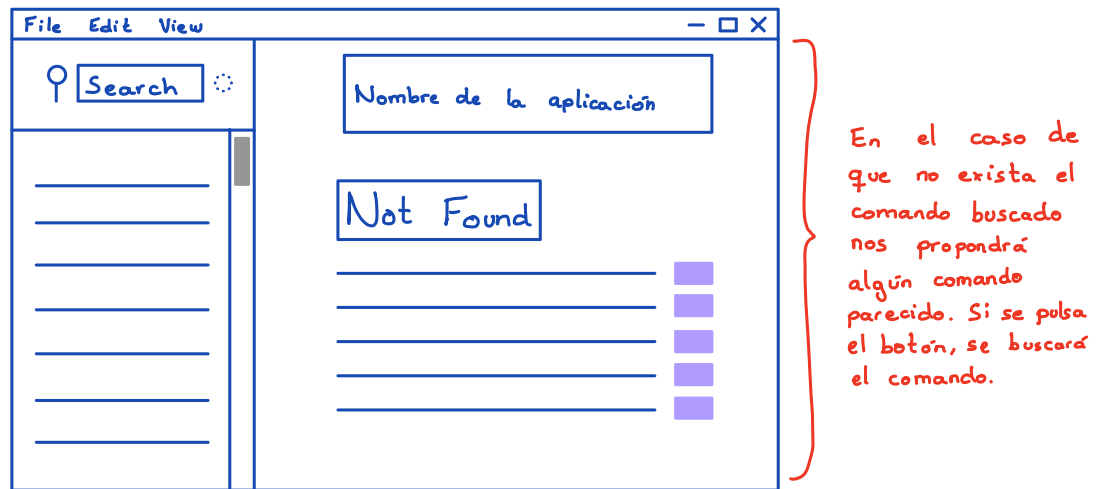 File Edit View
Search
Nombre de la aplicación
Not Found
En el caso de
que no exista el
comando buscado
nos propondrá
algún comando
parecido. Si se pulsa
el botón, se buscará
el comando.